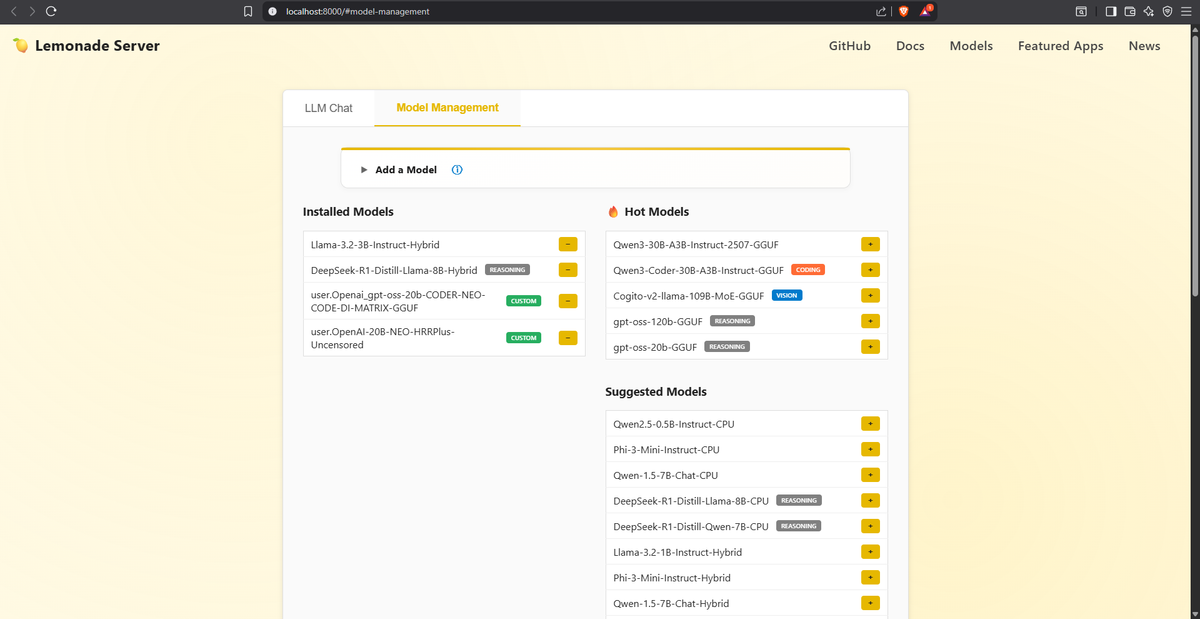 localhost:8000/#model-management
Lemonade Server
GitHub
Docs
Models
Featured Apps
News
LLM Chat
Model Management
Add a Model
Installed Models
Llama-3.2-3B-Instruct-Hybrid
−
DeepSeek-R1-Distill-Llama-8B-Hybrid REASONING
−
user.Openai_gpt-oss-20b-CODER-NEO-
CODE-DI-MATRIX-GGUF
CUSTOM
−
user.OpenAI-20B-NEO-HRRPlus-
Uncensored
CUSTOM
−
🔥 Hot Models
Qwen3-30B-A3B-Instruct-2507-GGUF
+
Qwen3-Coder-30B-A3B-Instruct-GGUF CODING
+
Cogito-v2-llama-109B-MoE-GGUF VISION
+
gpt-oss-120b-GGUF REASONING
+
gpt-oss-20b-GGUF REASONING
+
Suggested Models
Qwen2.5-0.5B-Instruct-CPU
+
Phi-3-Mini-Instruct-CPU
+
Qwen-1.5-7B-Chat-CPU
+
DeepSeek-R1-Distill-Llama-8B-CPU REASONING
+
DeepSeek-R1-Distill-Qwen-7B-CPU REASONING
+
Llama-3.2-1B-Instruct-Hybrid
+
Phi-3-Mini-Instruct-Hybrid
+
Qwen-1.5-7B-Chat-Hybrid
+